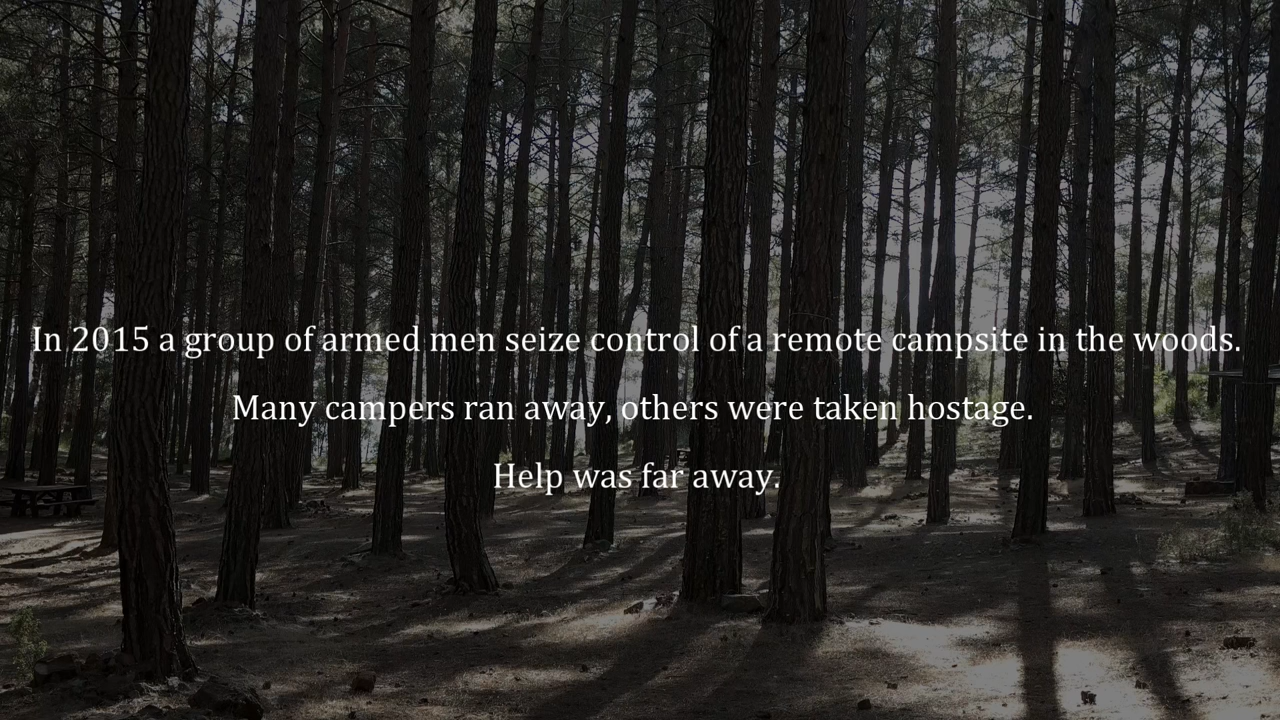 In 2015 a group of armed men seize control of a remote campsite in the woods.
Many campers ran away, others were taken hostage.
Help was far away.